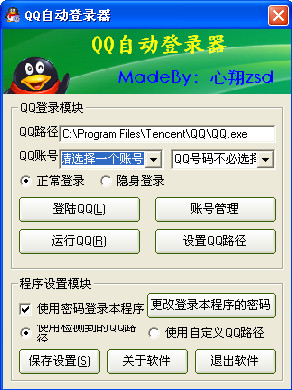 QQ自动登录器
QQ自动登录器
MadeBy: 心翔zsd
QQ登录模块
QQ路径 C:\Program Files\Tencent\QQ\QQ.exe
QQ账号 请选择一个账号 QQ号码不必选择
正常登录 隐身登录
登陆QQ(L) 账号管理
运行QQ(R) 设置QQ路径
程序设置模块
使用密码登录本程序 更改登录本程序的密码
使用检测到的QQ路径 使用自定义QQ路径
保存设置(S) 关于软件 退出软件